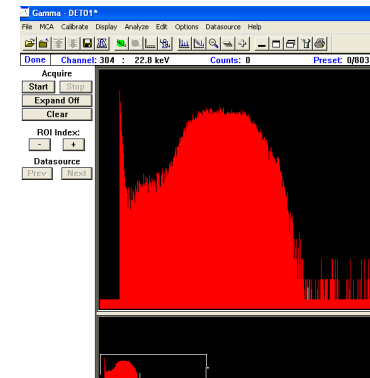 Gamma - DET01*
File MCA Calibrate Display Analyze Edit Options Datasource Help
Done Channel: 304 : 22.8 keV Counts: 0 Preset: 0/803
Acquire
Start Stop
Expand Off
Clear
ROI Index:
- +
Datasource
Prev Next